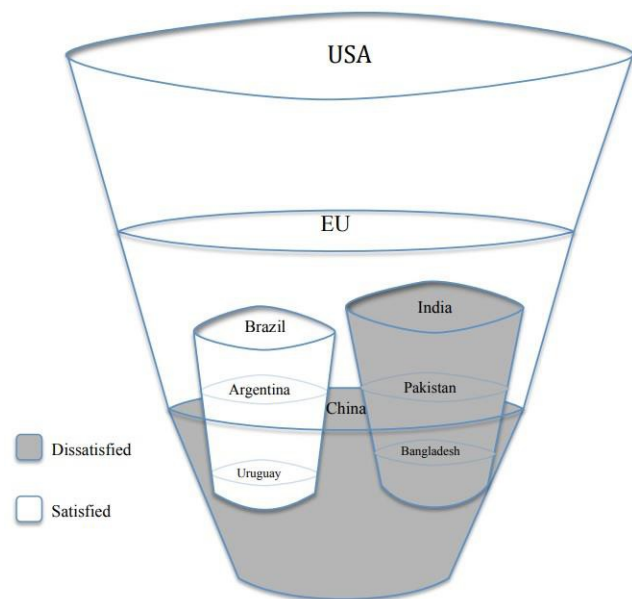 USA
EU
India
Brazil
Argentina
Pakistan
China
Bangladesh
Uruguay
Dissatisfied
Satisfied